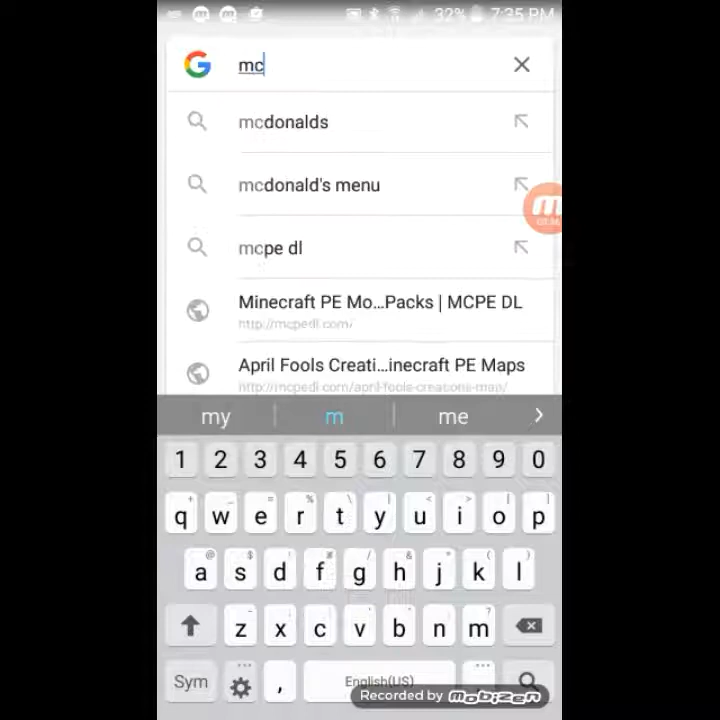 32% 7:35 PM
mc
mcdonalds
mcdonald's menu
mcpe dl
Minecraft PE Mo...Packs | MCPE DL
http://mcpedl.com/
April Fools Creati...inecraft PE Maps
http://mcpedl.com/april-fools-creations-map/
my m me
1 2 3 4 5 6 7 8 9 0
q w e r t y u i o p
a s d f g h j k l
z x c v b n m
Sym , English(US)
Recorded by mobizen